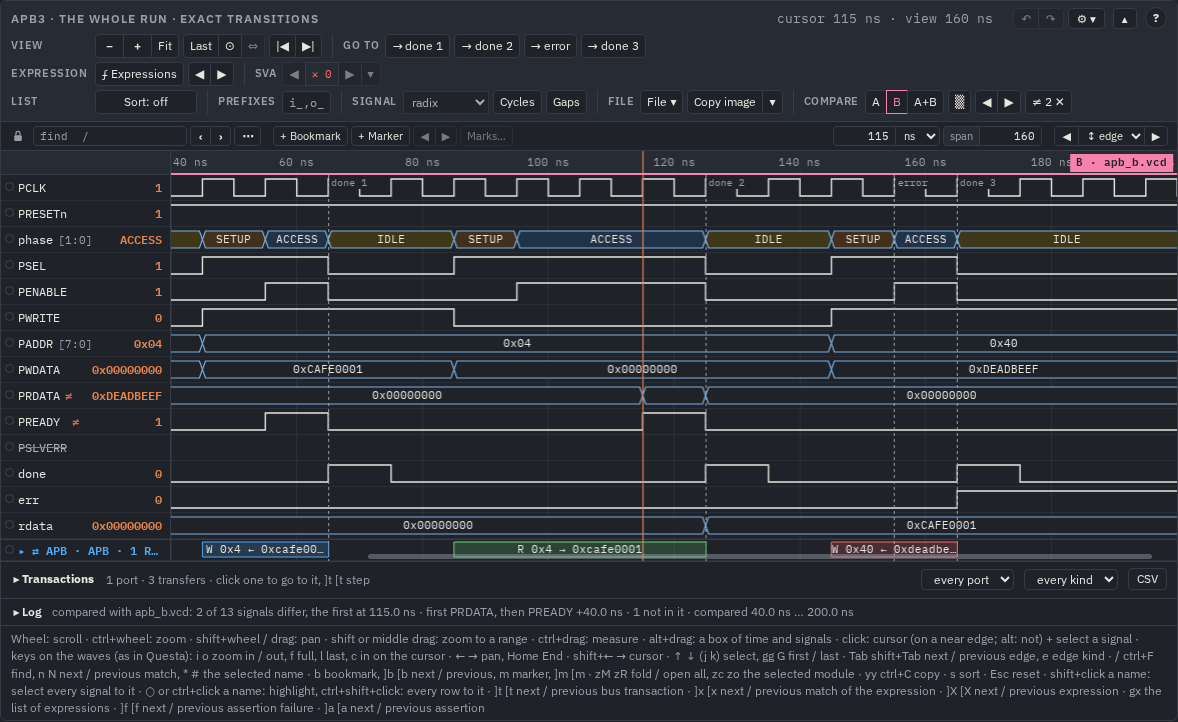 APB3 · THE WHOLE RUN · EXACT TRANSITIONS cursor 115 ns · view 160 ns ↶ ↷ ⚙ ▾ ▲ ?
VIEW − + Fit Last ⊙ ⇔ |◀ ▶| GO TO → done 1 → done 2 → error → done 3
EXPRESSION ⨍ Expressions ◀ ▶ SVA ◀ × 0 ▶ ▾
LIST Sort: off PREFIXES i_,o_ SIGNAL radix Cycles Gaps FILE File ▾ Copy image ▾ COMPARE A B A+B ▒ ◀ ▶ ≠ 2 ✕
find / ‹ › ⋯ + Bookmark + Marker ◀ ▶ Marks... 115 ns span 160 ◀ ↕ edge ▶
40 ns 60 ns 80 ns 100 ns 120 ns 140 ns 160 ns 180 ns B · apb_b.vcd
PCLK 1 done 1 done 2 error done 3
PRESETn 1
phase [1:0] ACCESS SETUP ACCESS IDLE SETUP ACCESS IDLE SETUP ACCESS IDLE
PSEL 1
PENABLE 1
PWRITE 0
PADDR [7:0] 0x04 0x04 0x40
PWDATA 0x00000000 0xCAFE0001 0x00000000 0xDEADBEEF
PRDATA ≠ 0xDEADBEEF 0x00000000 0x00000000
PREADY ≠ 1
PSLVERR
done 0
err 0
rdata 0x00000000 0x00000000 0xCAFE0001
▸ ⇄ APB · APB · 1 R… W 0x4 ← 0xcafe00… R 0x4 → 0xcafe0001 W 0x40 ← 0xdeadbe…
▸ Transactions 1 port · 3 transfers · click one to go to it, ]t [t step every port every kind CSV
▸ Log compared with apb_b.vcd: 2 of 13 signals differ, the first at 115.0 ns · first PRDATA, then PREADY +40.0 ns · 1 not in it · compared 40.0 ns … 200.0 ns
Wheel: scroll · ctrl+wheel: zoom · shift+wheel / drag: pan · shift or middle drag: zoom to a range · ctrl+drag: measure · alt+drag: a box of time and signals · click: cursor (on a near edge; alt: not) + select a signal ·
keys on the waves (as in Questa): i o zoom in / out, f full, l last, c in on the cursor · ← → pan, Home End · shift+← → cursor · ↑ ↓ (j k) select, gg G first / last · Tab shift+Tab next / previous edge, e edge kind · / ctrl+F
find, n N next / previous match, * # the selected name · b bookmark, ]b [b next / previous, m marker, ]m [m · zM zR fold / open all, zc zo the selected module · yy ctrl+C copy · s sort · Esc reset · shift+click a name:
select every signal to it · ○ or ctrl+click a name: highlight, ctrl+shift+click: every row to it · ]t [t next / previous bus transaction · ]x [x next / previous match of the expression · ]X [X next / previous expression · gx the
list of expressions · ]f [f next / previous assertion failure · ]a [a next / previous assertion